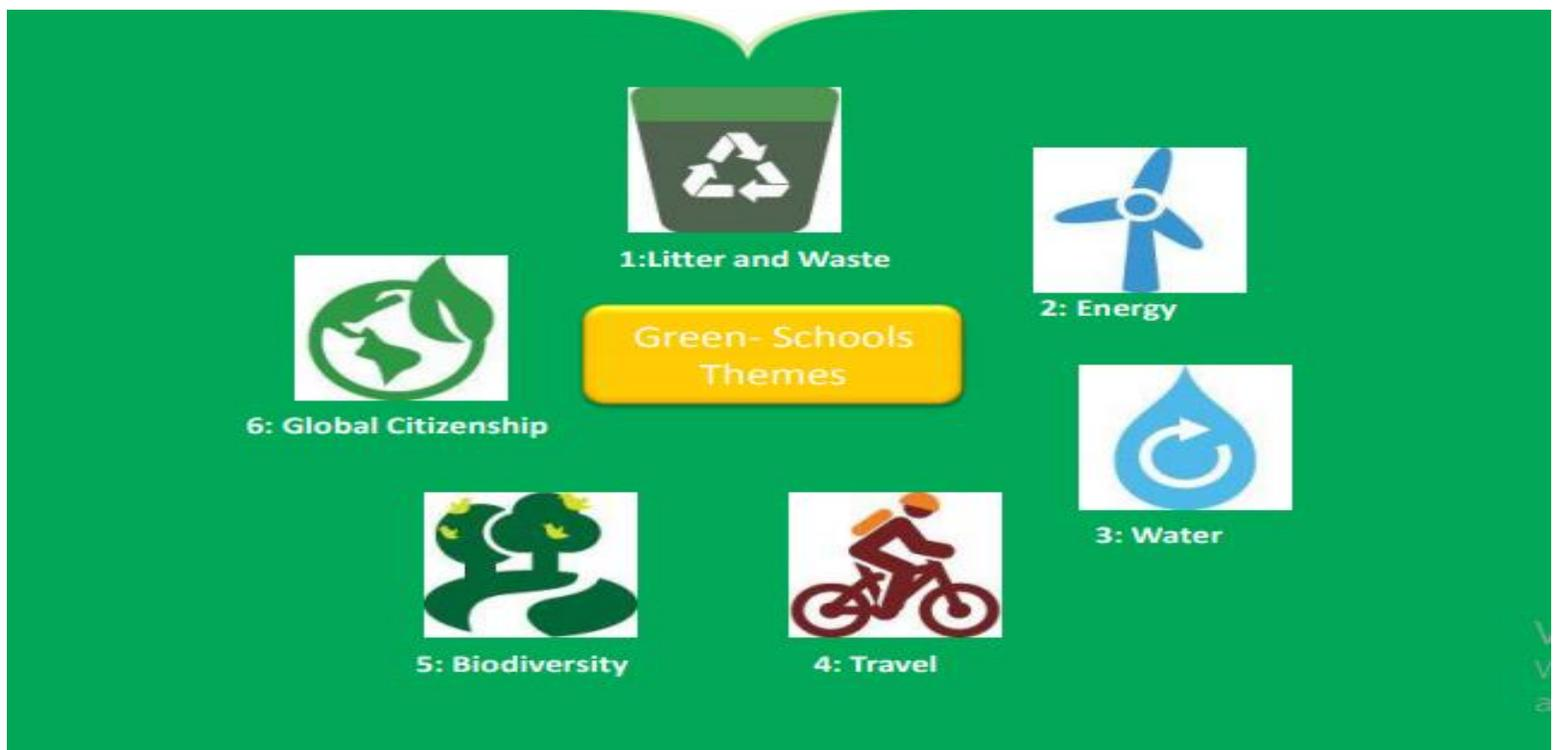 1:Litter and Waste
2: Energy
Green- Schools
Themes
6: Global Citizenship
3: Water
5: Biodiversity
4: Travel